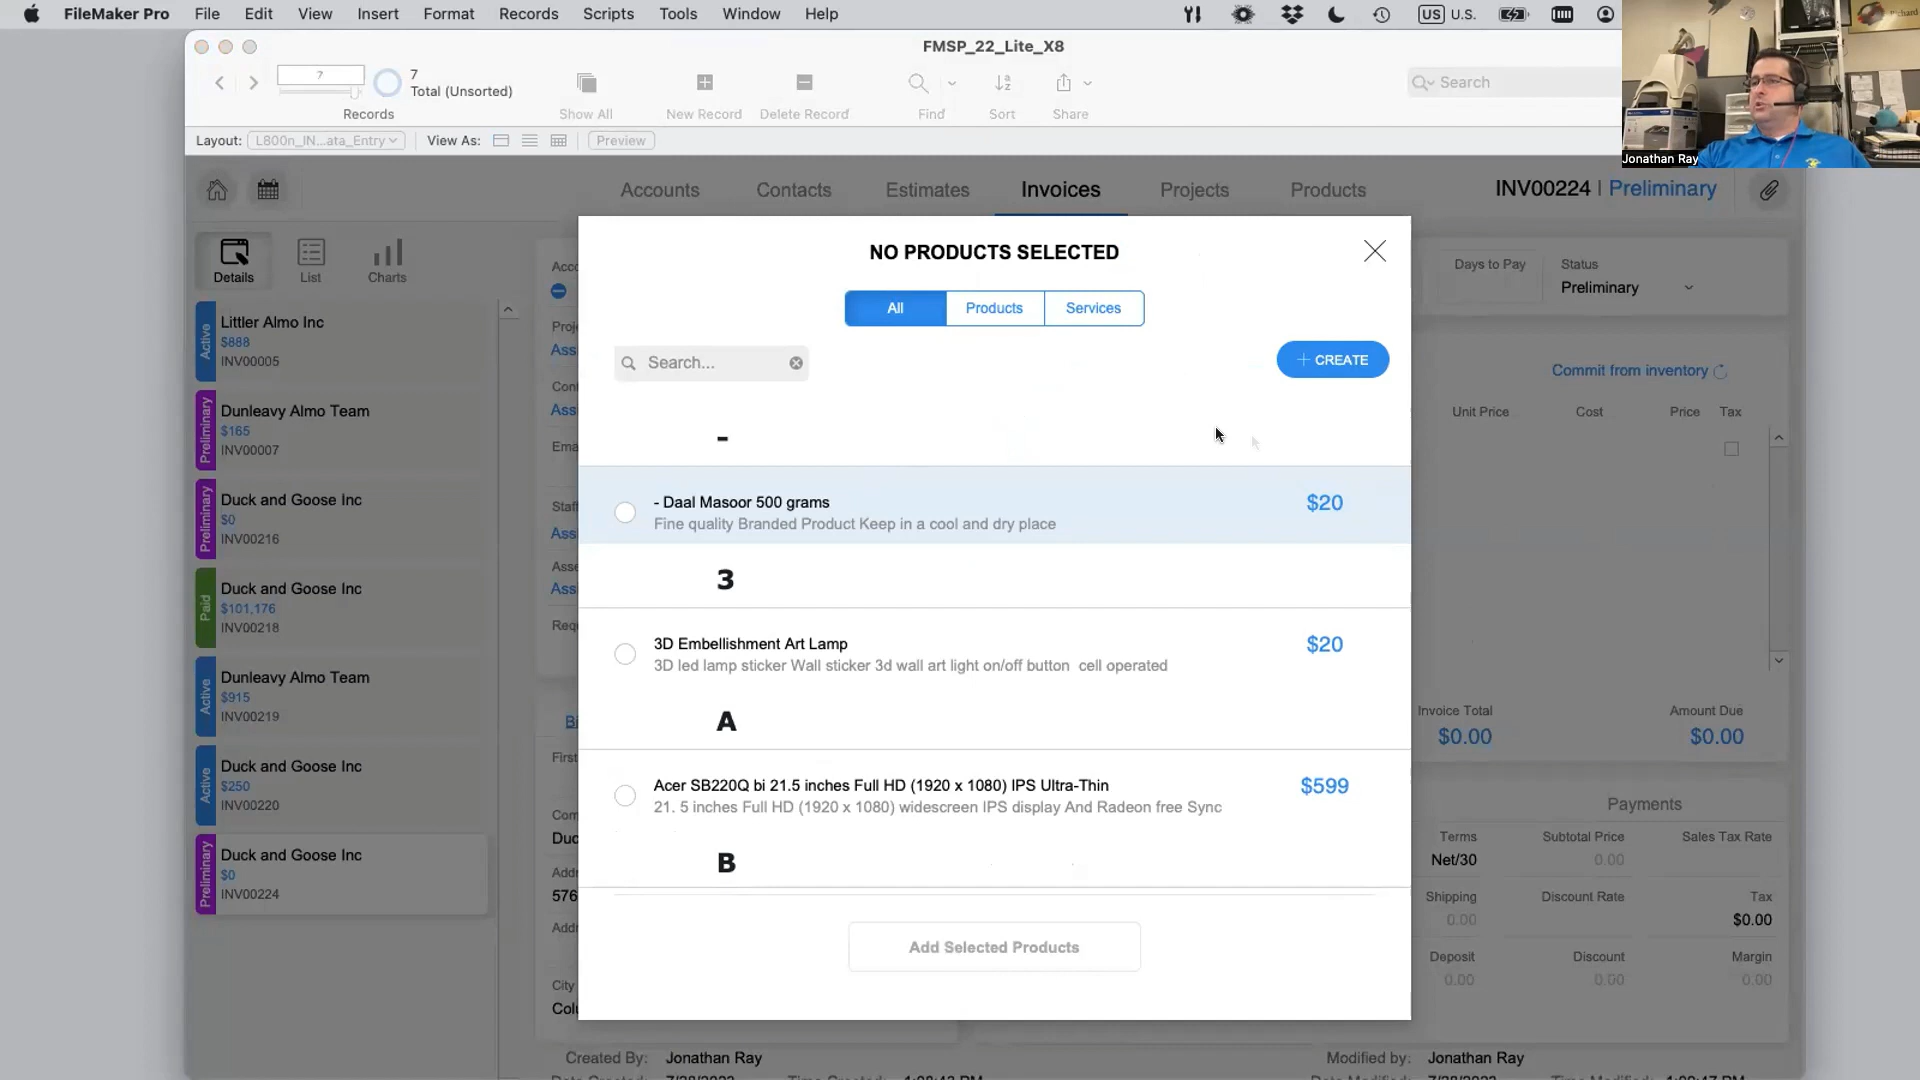 FileMaker Pro File Edit View Insert Format Records Scripts Tools Window Help US U.S.
FMSP_22_Lite_X8
7
7
Total (Unsorted)
Records
Show All
New Record
Delete Record
Find
Sort
Share
Search
Layout: L800n_IN...ata_Entry View As: Preview
Jonathan Ray
Accounts Contacts Estimates Invoices Projects Products
INV00224 | Preliminary
Details List Charts
Active
Littler Almo Inc
$888
INV00005
Preliminary
Dunleavy Almo Team
$165
INV00007
Preliminary
Duck and Goose Inc
$0
INV00216
Paid
Duck and Goose Inc
$101,176
INV00218
Active
Dunleavy Almo Team
$915
INV00219
Active
Duck and Goose Inc
$250
INV00220
Preliminary
Duck and Goose Inc
$0
INV00224
NO PRODUCTS SELECTED
All Products Services
Search...
+ CREATE
-
- Daal Masoor 500 grams
$20
Fine quality Branded Product Keep in a cool and dry place
3
3D Embellishment Art Lamp
$20
3D led lamp sticker Wall sticker 3d wall art light on/off button cell operated
A
Acer SB220Q bi 21.5 inches Full HD (1920 x 1080) IPS Ultra-Thin
$599
21. 5 inches Full HD (1920 x 1080) widescreen IPS display And Radeon free Sync
B
Add Selected Products
Days to Pay
Status
Preliminary
Commit from inventory
Unit Price Cost Price Tax
Invoice Total
$0.00
Amount Due
$0.00
Payments
Terms Subtotal Price Sales Tax Rate
Net/30 0.00
Shipping Discount Rate Tax
0.00 $0.00
Deposit Discount Margin
0.00 0.00 0.00
576
City
Created By: Jonathan Ray
Modified by: Jonathan Ray